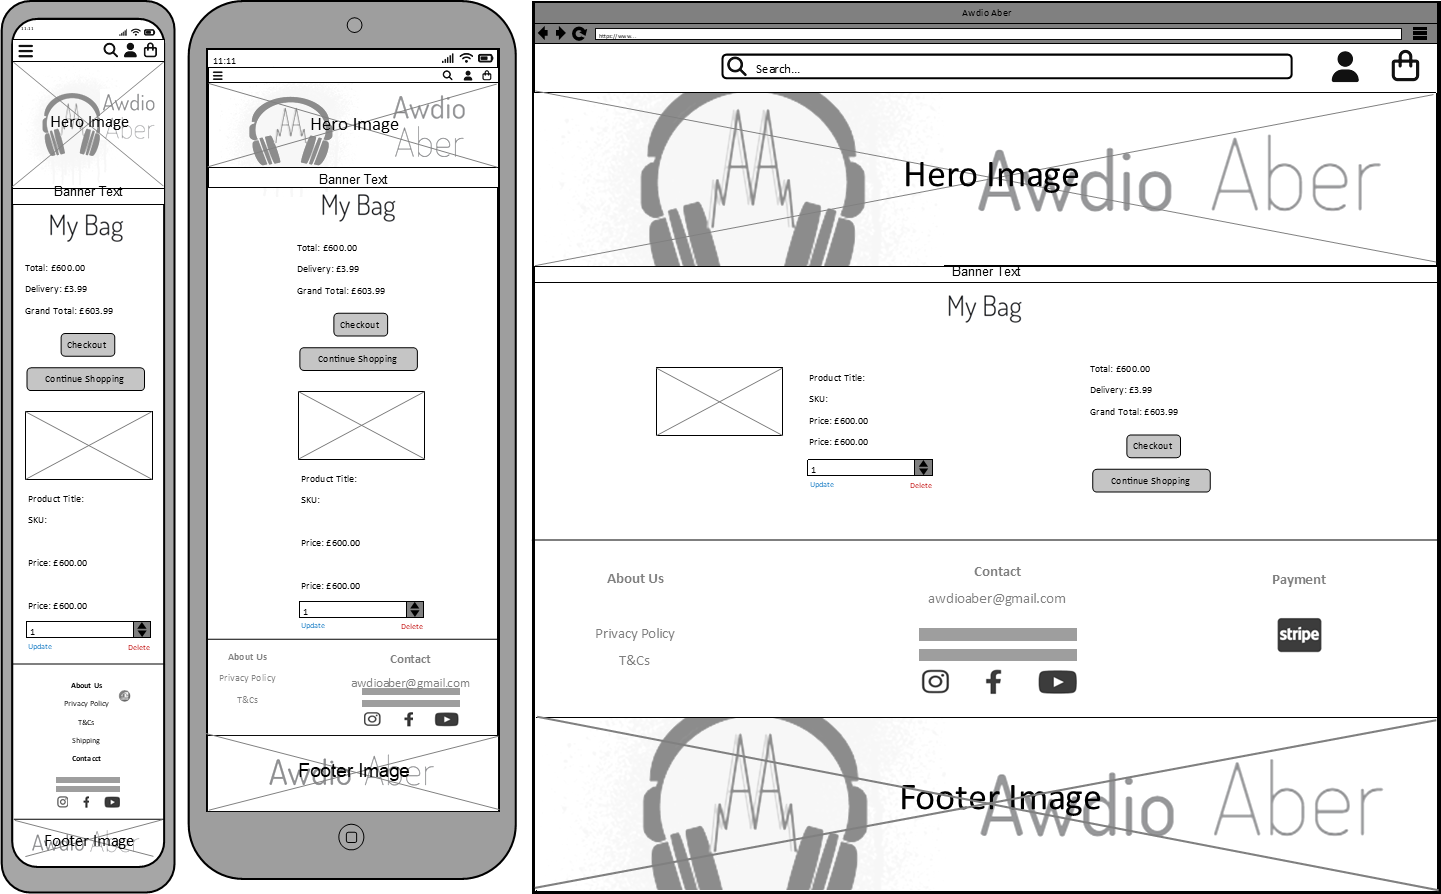 11:11
Awdio
Aber
Hero Image
Banner Text
My Bag
Total: £600.00
Delivery: £3.99
Grand Total: £603.99
Checkout
Continue Shopping
Product Title:
SKU:
Price: £600.00
Price: £600.00
1
Update Delete
About Us
Privacy Policy
T&Cs
Shipping
Contacct
Awdio Aber
Footer Image
11:11
Awdio
Aber
Hero Image
Banner Text
My Bag
Total: £600.00
Delivery: £3.99
Grand Total: £603.99
Checkout
Continue Shopping
Product Title:
SKU:
Price: £600.00
Price: £600.00
1
Update Delete
About Us
Privacy Policy
T&Cs
Contact
awdioaber@gmail.com
Awdio Aber
Footer Image
Awdio Aber
https://www...
Search...
AA
Hero Image
Awdio Aber
Banner Text
My Bag
Product Title:
SKU:
Price: £600.00
Price: £600.00
1
Update Delete
Total: £600.00
Delivery: £3.99
Grand Total: £603.99
Checkout
Continue Shopping
About Us
Privacy Policy
T&Cs
Contact
awdioaber@gmail.com
Payment
stripe
AA
Footer Image
Awdio Aber